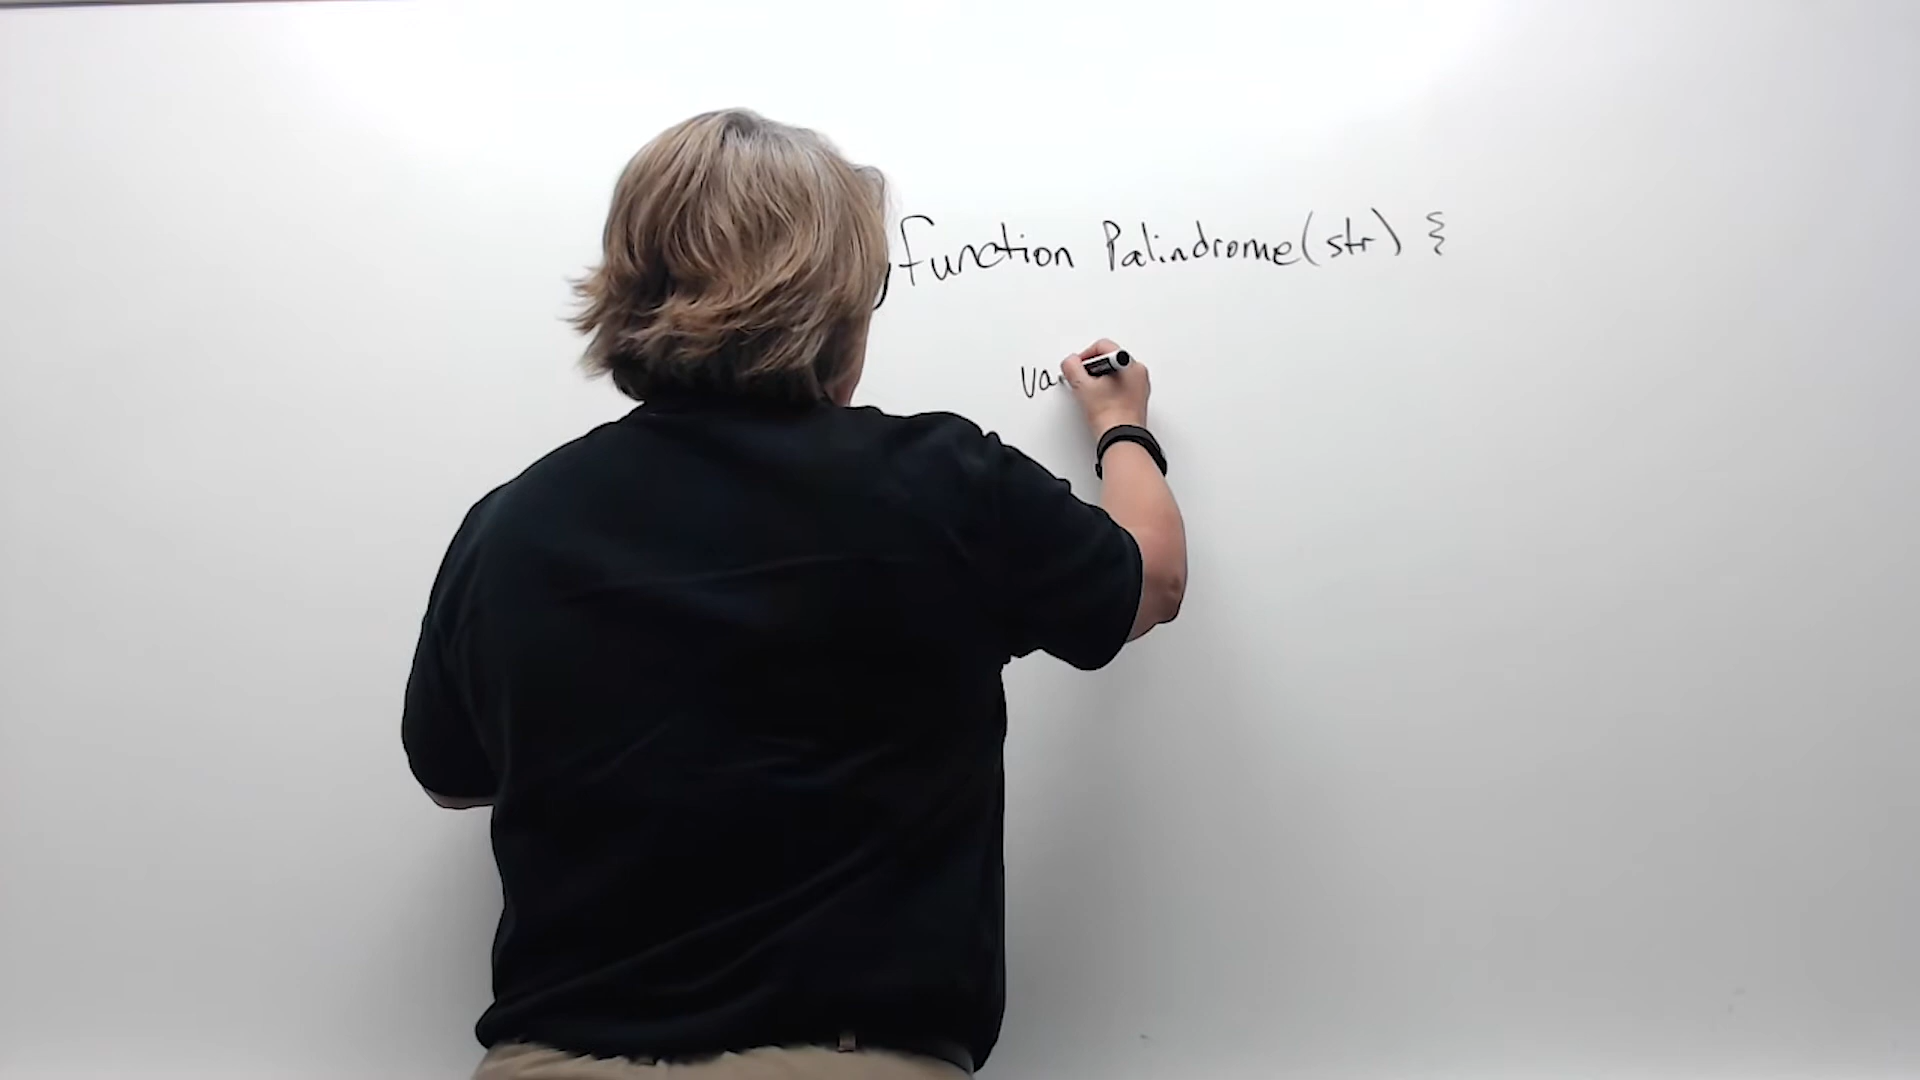 function Palindrome(str) {
var